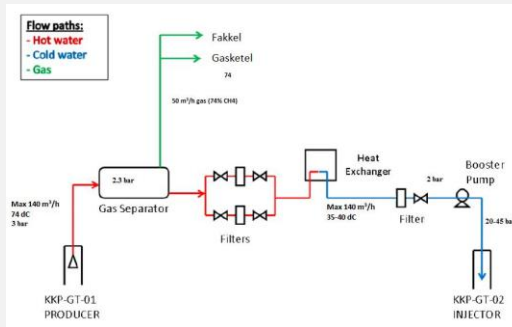 Flow paths:
- Hot water
- Cold water
- Gas
Fakkel
Gasketel
74
50 m³/h gas (74% CH4)
2.3 bar
Gas Separator
Max 140 m³/h
74 dC
3 bar
Filters
Heat
Exchanger
Max 140 m³/h
35-40 dC
2 bar
Filter
Booster
Pump
20-45 ba
KKP-GT-01
PRODUCER
KKP-GT-02
INJECTOR